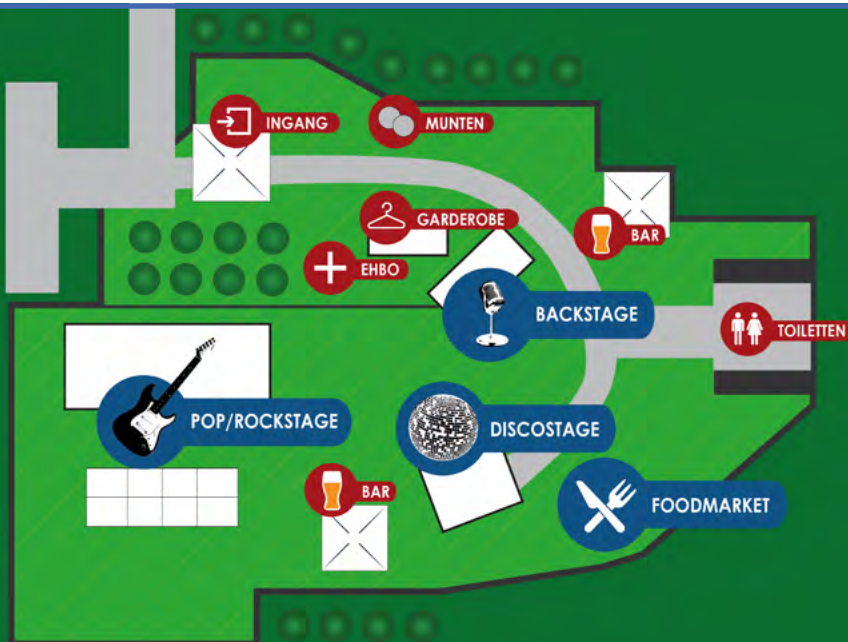 INGANG
MUNTEN
GARDEROBE
BAR
EHBO
BACKSTAGE
TOILETTEN
POP/ROCKSTAGE
DISCOSTAGE
BAR
FOODMARKET